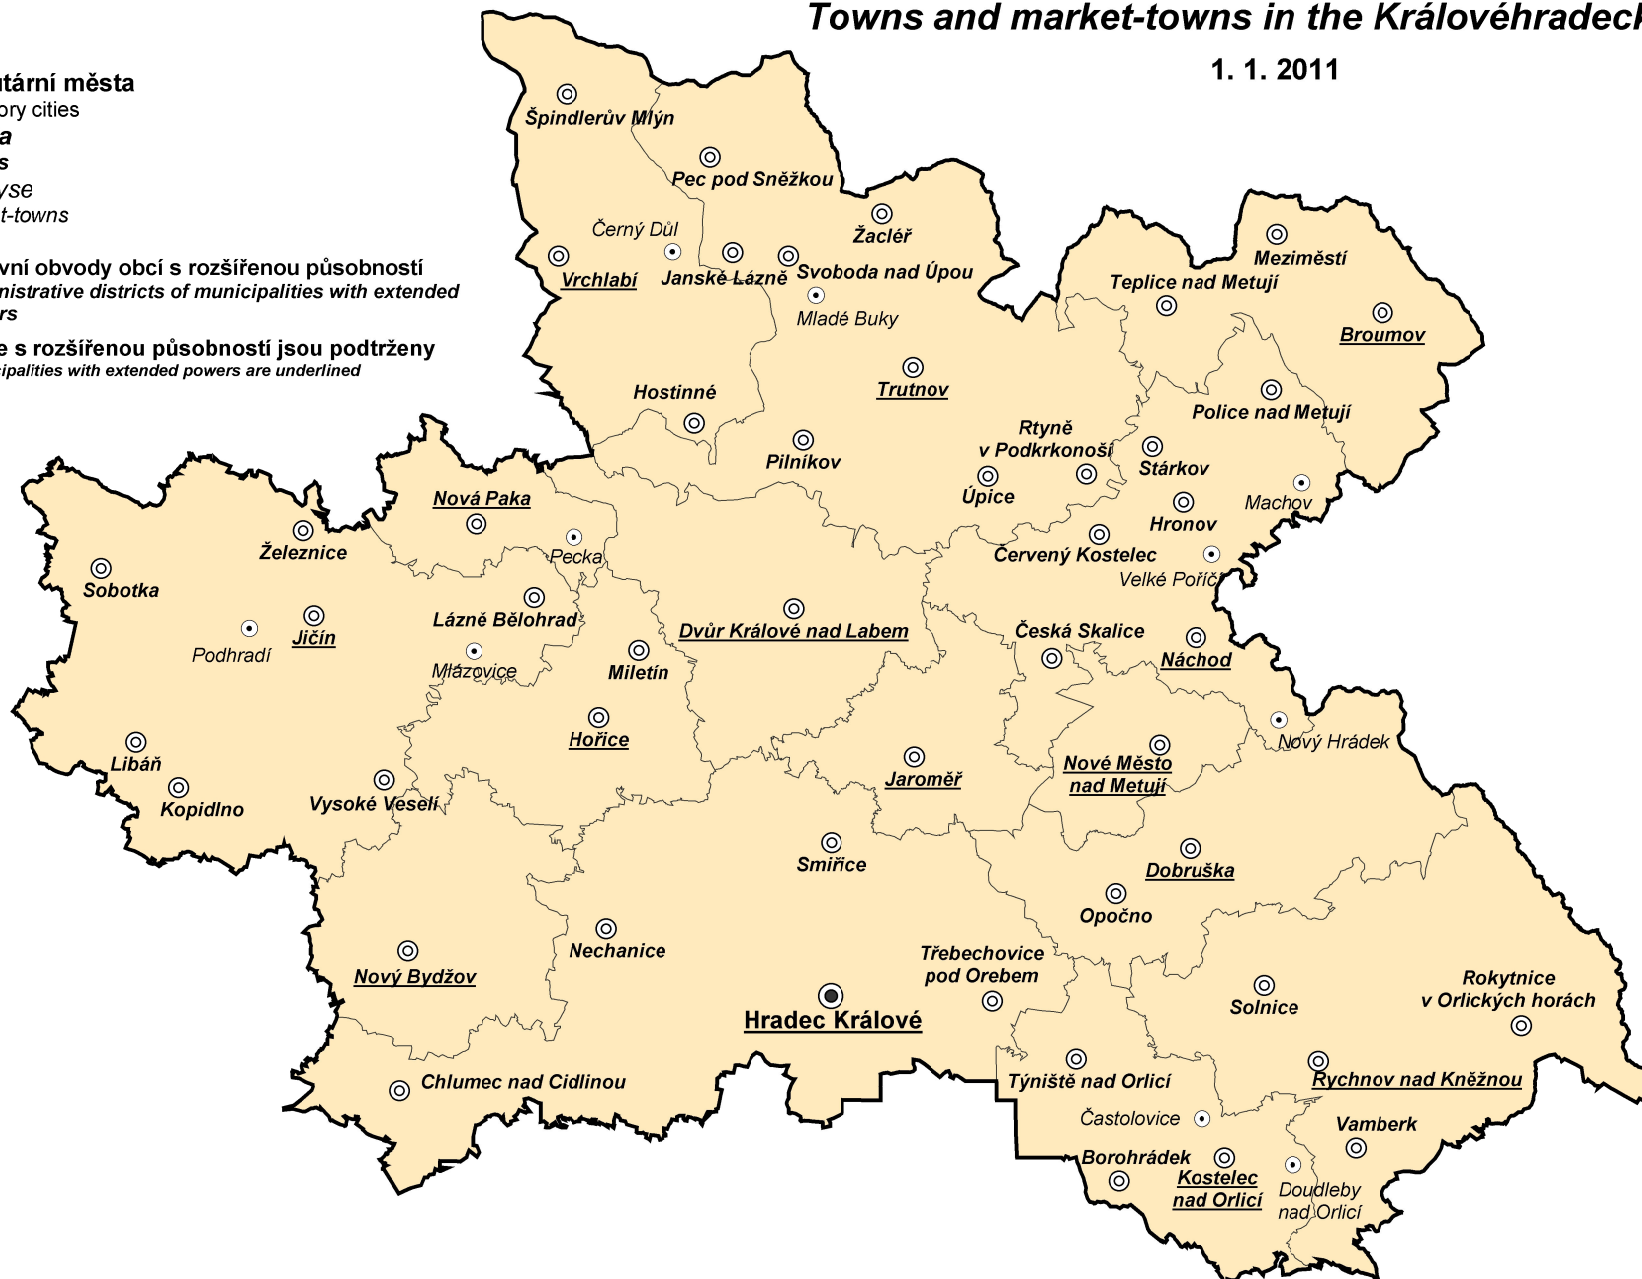 Towns and market-towns in the Královéhradeck
1. 1. 2011
utární města
ory cities
a
s
yse
t-towns
vní obvody obcí s rozšířenou působností
nistrative districts of municipalities with extended
rs
e s rozšířenou působností jsou podtrženy
cipalities with extended powers are underlined
Špindlerův Mlýn
Pec pod Sněžkou
Černý Důl
Žacléř
Vrchlabí
Janské Lázně
Svoboda nad Úpou
Mladé Buky
Meziměstí
Teplice nad Metují
Broumov
Hostinné
Trutnov
Police nad Metují
Rtyně
v Podkrkonoší
Pilníkov
Stárkov
Úpice
Machov
Nová Paka
Hronov
Železnice
Pecka
Červený Kostelec
Velké Poříčí
Sobotka
Lázně Bělohrad
Jičín
Podhradí
Mlázovice
Miletín
Dvůr Králové nad Labem
Česká Skalice
Náchod
Hořice
Nový Hrádek
Libáň
Kopidlno
Vysoké Veselí
Jaroměř
Nové Město
nad Metují
Smiřice
Dobruška
Opočno
Nechanice
Nový Bydžov
Třebechovice
pod Orebem
Rokytnice
v Orlických horách
Solnice
Hradec Králové
Chlumec nad Cidlinou
Týniště nad Orlicí
Rychnov nad Kněžnou
Častolovice
Vamberk
Borohrádek
Kostelec
nad Orlicí
Doudleby
nad Orlicí